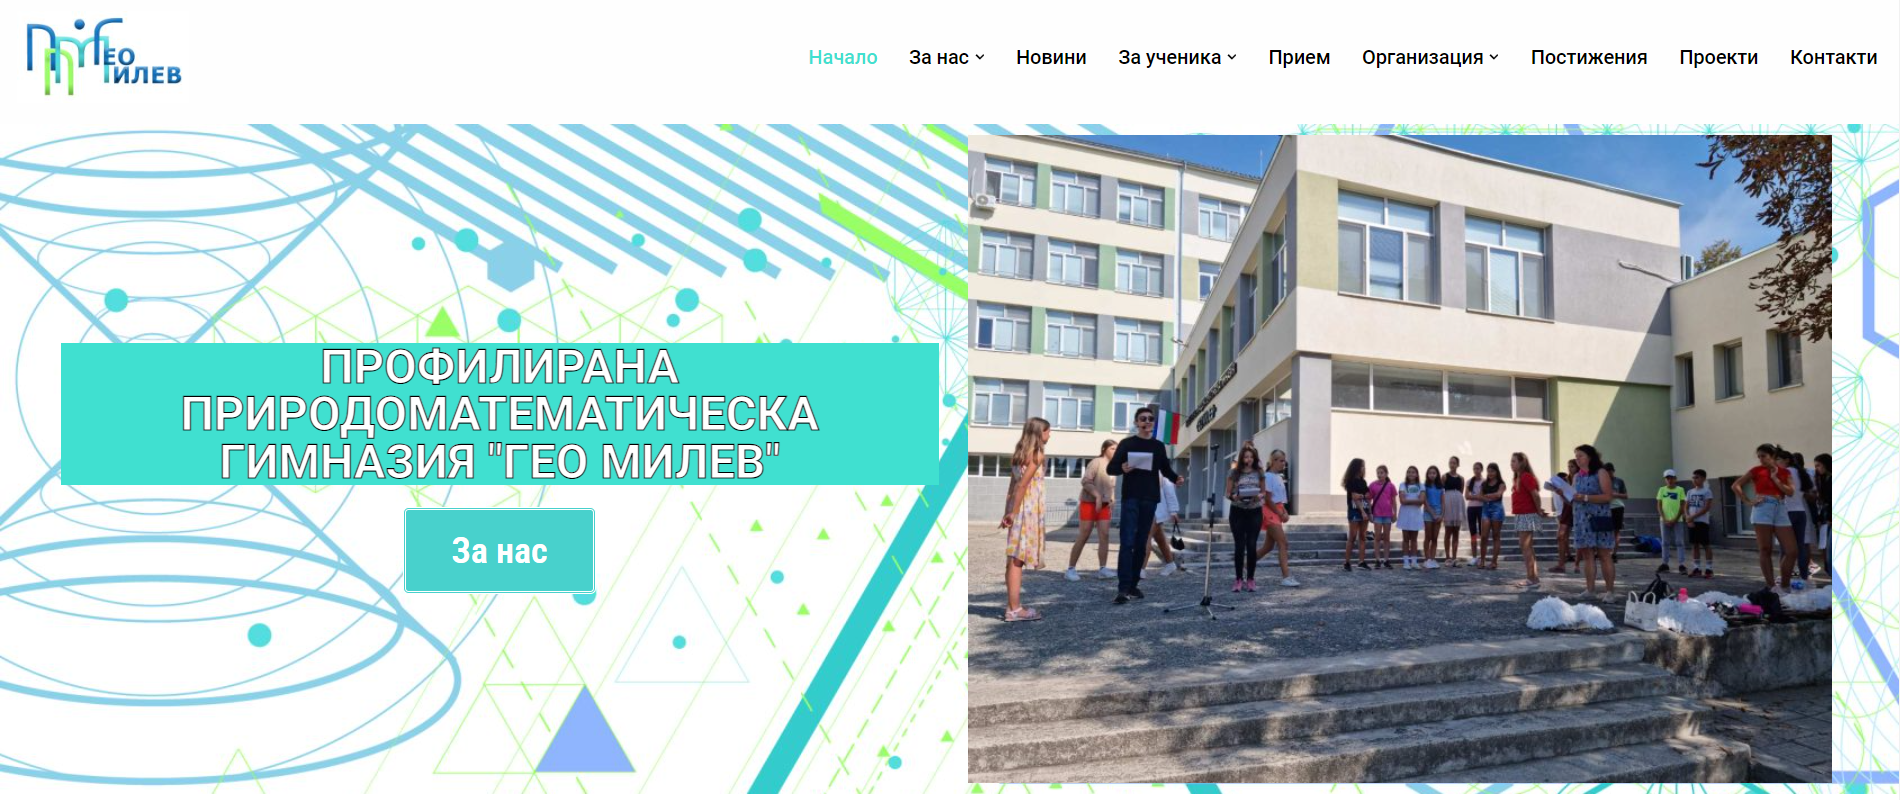 ППМГ ГЕО
МИЛЕВ
Начало За нас Новини За ученика Прием Организация Постижения Проекти Контакти
ПРОФИЛИРАНА
ПРИРОДОМАТЕМАТИЧЕСКА
ГИМНАЗИЯ "ГЕО МИЛЕВ"
За нас